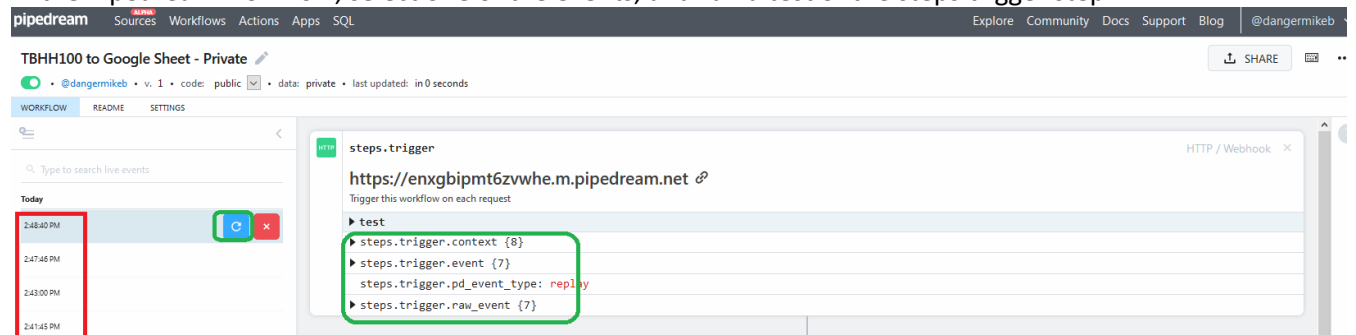 pipedream Sources ALPHA Workflows Actions Apps SQL Explore Community Docs Support Blog @dangermikeb
TBHH100 to Google Sheet - Private
SHARE
• @dangermikeb • v. 1 • code: public • data: private • last updated: in 0 seconds
WORKFLOW README SETTINGS
HTTP steps.trigger HTTP / Webhook
Type to search live events
https://enxgbipmt6zvwhe.m.pipedream.net
Trigger this workflow on each request
Today
test
2:48:40 PM
steps.trigger.context {8}
steps.trigger.event {7}
2:47:46 PM
steps.trigger.pd_event_type: replay
2:43:00 PM
steps.trigger.raw_event {7}
2:41:45 PM